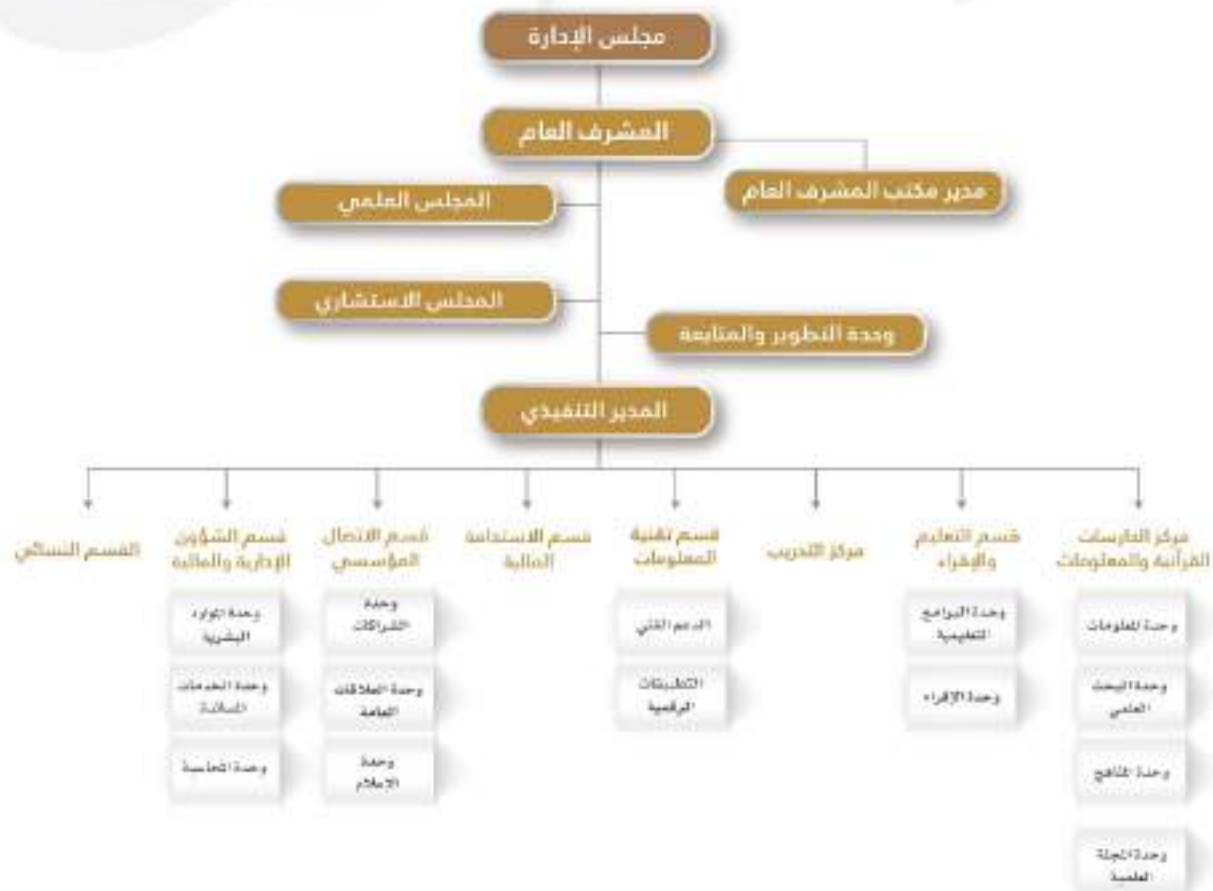 مجلس الإدارة
المشرف العام
مدير مكتب المشرف العام
المجلس العلمي
المجلس الاستشاري
وحدة التطوير والمتابعة
المدير التنفيذي
مركز الدارسات
القرآنية والمعلومات
قسم التعليم
والإقراء
مركز التدريب
قسم تقنية
المعلومات
قسم الاستدامة
المالية
قسم الاتصال
المؤسسي
قسم الشؤون
الإدارية والمالية
القسم النسائي
وحدة المعلومات
وحدة البحث
العلمي
وحدة المناهج
وحدة المجلة
العلمية
وحدة البرامج
التعليمية
وحدة الإقراء
الدعم الفني
التطبيقات
الرقمية
وحدة
الشراكات
وحدة العلاقات
العامة
وحدة
الإعلام
وحدة الموارد
البشرية
وحدة الخدمات
المساندة
وحدة المحاسبة